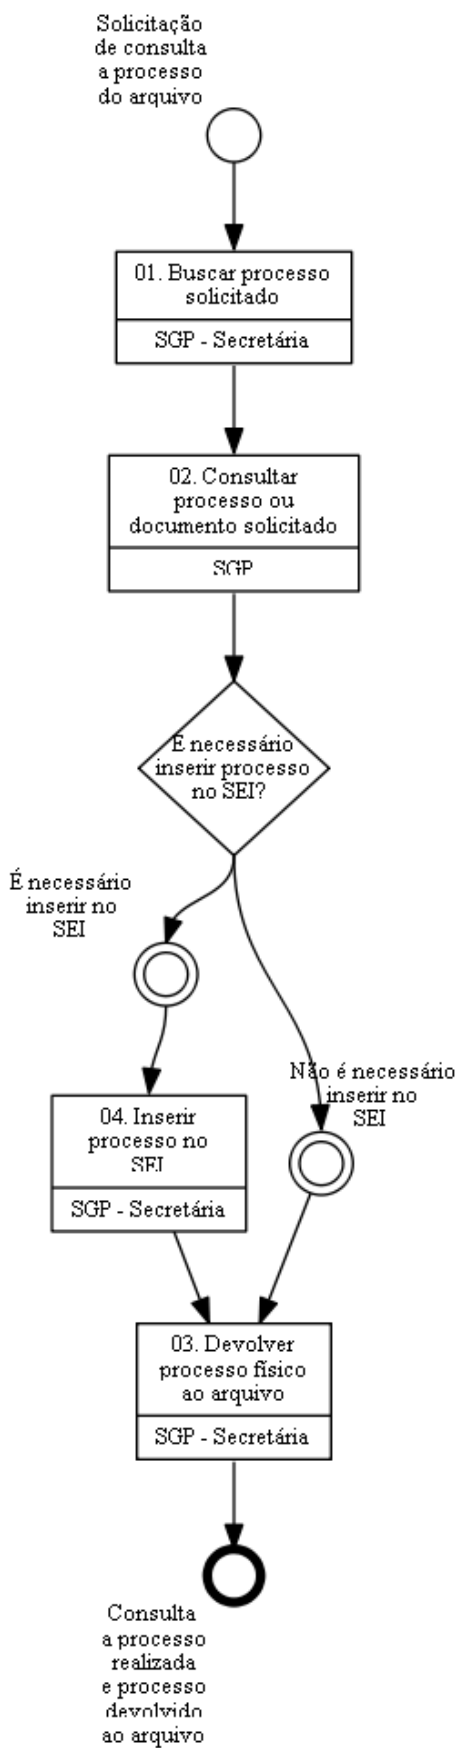 Solicitação
de consulta
a processo
do arquivo
01. Buscar processo
solicitado
SGP - Secretária
02. Consultar
processo ou
documento solicitado
SGP
É necessário
inserir processo
no SEI?
É necessário
inserir no
SEI
Não é necessário
inserir no
SEI
04. Inserir
processo no
SEI
SGP - Secretária
03. Devolver
processo físico
ao arquivo
SGP - Secretária
Consulta
a processo
realizada
e processo
devolvido
ao arquivo